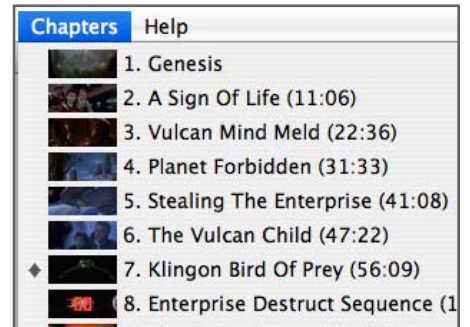 Chapters Help
1. Genesis
2. A Sign Of Life (11:06)
3. Vulcan Mind Meld (22:36)
4. Planet Forbidden (31:33)
5. Stealing The Enterprise (41:08)
6. The Vulcan Child (47:22)
7. Klingon Bird Of Prey (56:09)
8. Enterprise Destruct Sequence (1